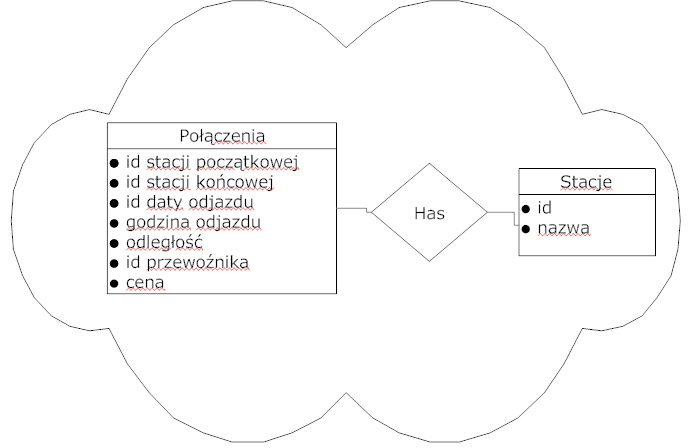 Połączenia
id stacji początkowej
id stacji końcowej
id daty odjazdu
godzina odjazdu
odległość
id przewoźnika
cena
Has
Stacje
id
nazwa